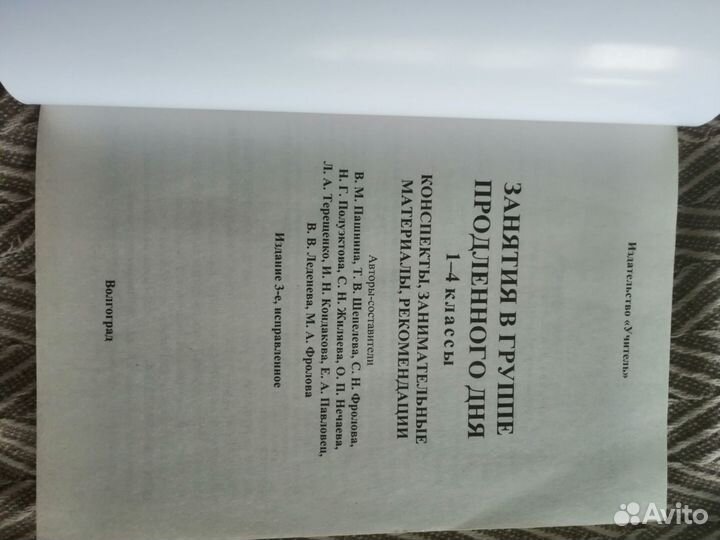 Издательство «Учитель»
ЗАНЯТИЯ В ГРУППЕ
ПРОДЛЕННОГО ДНЯ
1–4 классы
КОНСПЕКТЫ, ЗАНИМАТЕЛЬНЫЕ
МАТЕРИАЛЫ, РЕКОМЕНДАЦИИ
Авторы-составители
В. М. Пашнина, Т. В. Шепелева, С. Н. Фролова,
Н. Г. Полуэктова, С. Н. Жиляева, О. П. Нечаева,
Л. А. Терещенко, И. Н. Кондакова, Е. А. Павловец,
В. В. Леденева, М. А. Фролова
Издание 3-е, исправленное
Волгоград
Avito